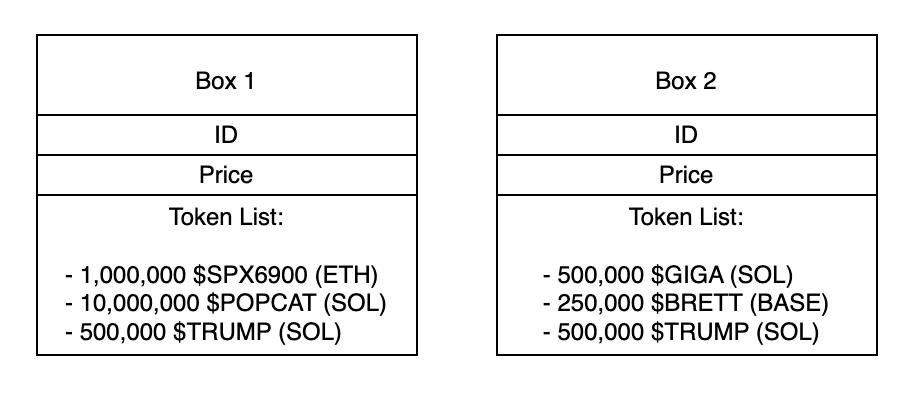 Box 1
ID
Price
Token List:
- 1,000,000 $SPX6900 (ETH)
- 10,000,000 $POPCAT (SOL)
- 500,000 $TRUMP (SOL)
Box 2
ID
Price
Token List:
- 500,000 $GIGA (SOL)
- 250,000 $BRETT (BASE)
- 500,000 $TRUMP (SOL)